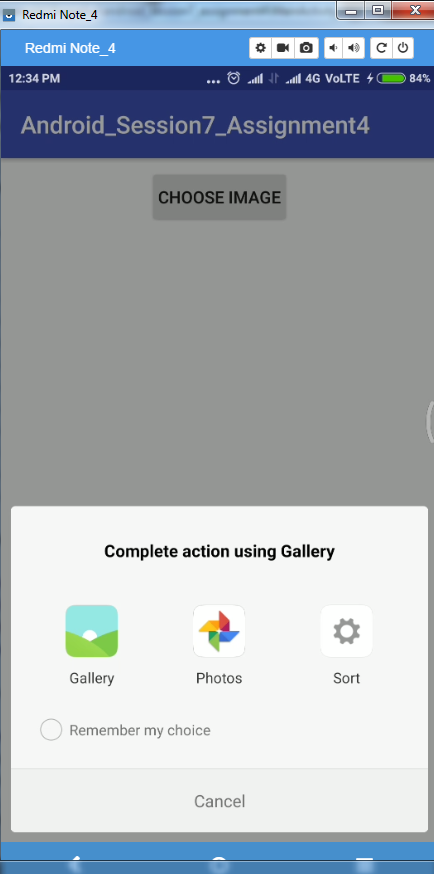 Redmi Note_4
Redmi Note_4
12:34 PM ... 4G VoLTE 84%
Android_Session7_Assignment4
CHOOSE IMAGE
Complete action using Gallery
Gallery Photos Sort
Remember my choice
Cancel